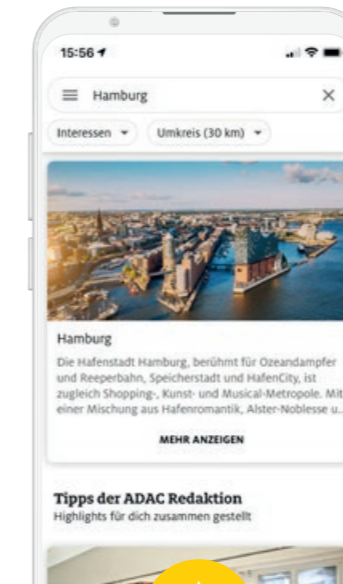 15:56
Hamburg
Interessen
Umkreis (30 km)
Hamburg
Die Hafenstadt Hamburg, berühmt für Ozeandampfer
und Reeperbahn, Speicherstadt und HafenCity, ist
zugleich Shopping-, Kunst- und Musical-Metropole. Mit
einer Mischung aus Hafenromantik, Alster-Noblesse u...
MEHR ANZEIGEN
Tipps der ADAC Redaktion
Highlights für dich zusammen gestellt